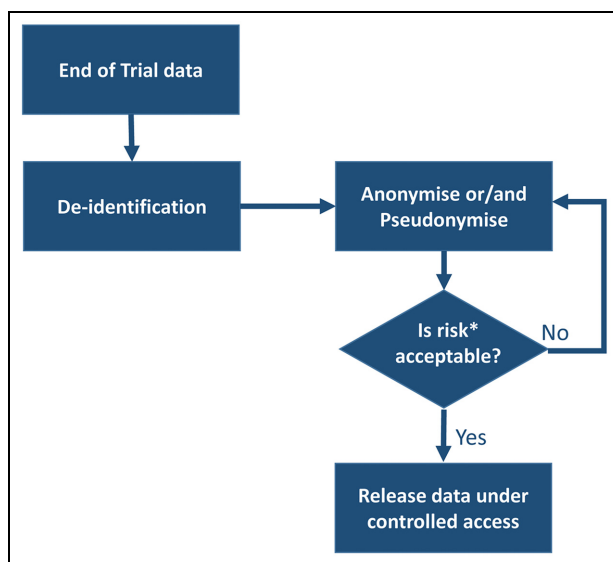 End of Trial data
De-identification
Anonymise or/and
Pseudonymise
Is risk*
acceptable?
No
Yes
Release data under
controlled access